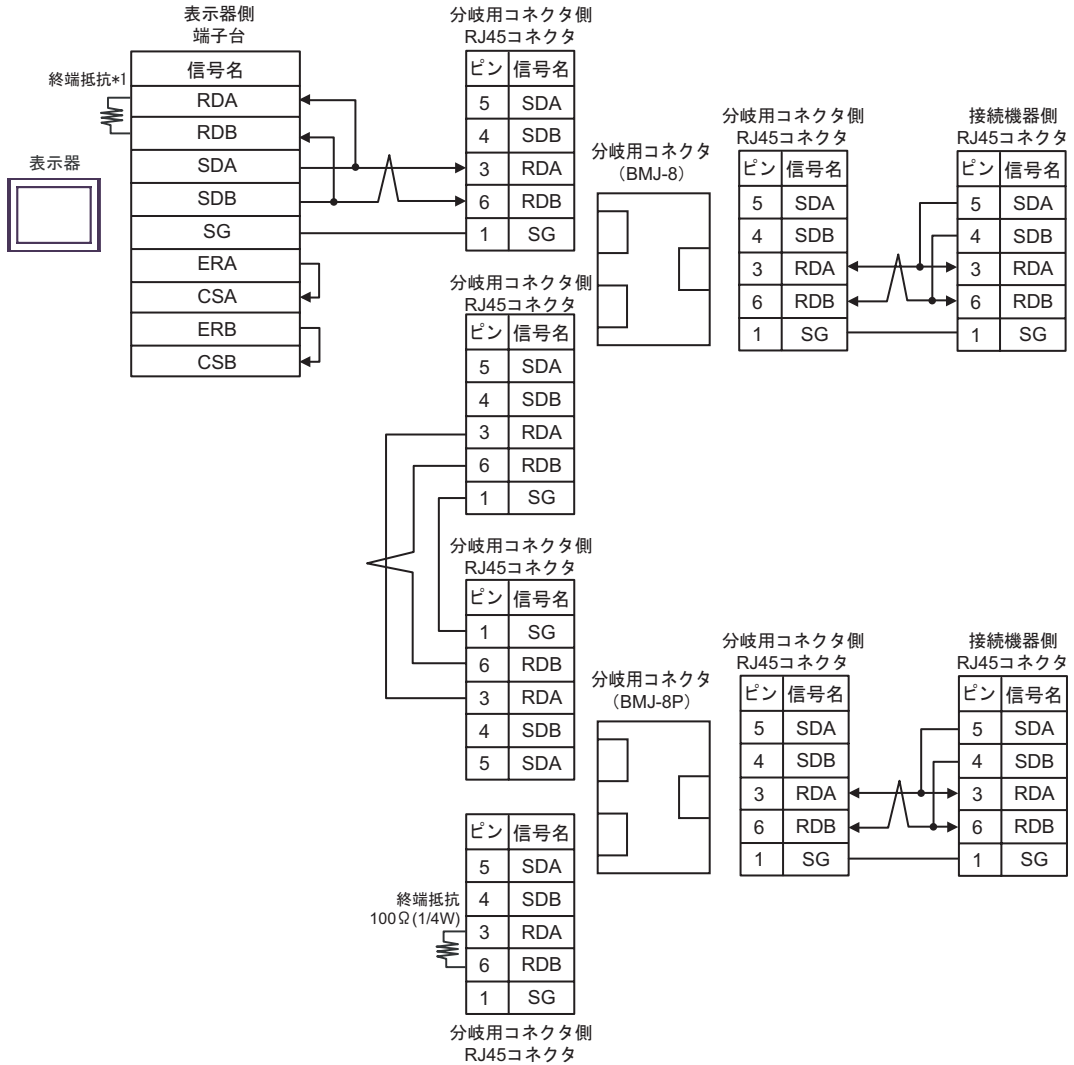 表示器側
端子台
信号名
RDA
RDB
SDA
SDB
SG
ERA
CSA
ERB
CSB
終端抵抗*1
表示器
分岐用コネクタ側
RJ45コネクタ
ピン 信号名
5 SDA
4 SDB
3 RDA
6 RDB
1 SG
分岐用コネクタ
（BMJ-8）
分岐用コネクタ側
RJ45コネクタ
ピン 信号名
5 SDA
4 SDB
3 RDA
6 RDB
1 SG
接続機器側
RJ45コネクタ
ピン 信号名
5 SDA
4 SDB
3 RDA
6 RDB
1 SG
分岐用コネクタ側
RJ45コネクタ
ピン 信号名
5 SDA
4 SDB
3 RDA
6 RDB
1 SG
分岐用コネクタ側
RJ45コネクタ
ピン 信号名
1 SG
6 RDB
3 RDA
4 SDB
5 SDA
分岐用コネクタ
（BMJ-8P）
分岐用コネクタ側
RJ45コネクタ
ピン 信号名
5 SDA
4 SDB
3 RDA
6 RDB
1 SG
接続機器側
RJ45コネクタ
ピン 信号名
5 SDA
4 SDB
3 RDA
6 RDB
1 SG
終端抵抗
100Ω(1/4W)
ピン 信号名
5 SDA
4 SDB
3 RDA
6 RDB
1 SG
分岐用コネクタ側
RJ45コネクタ